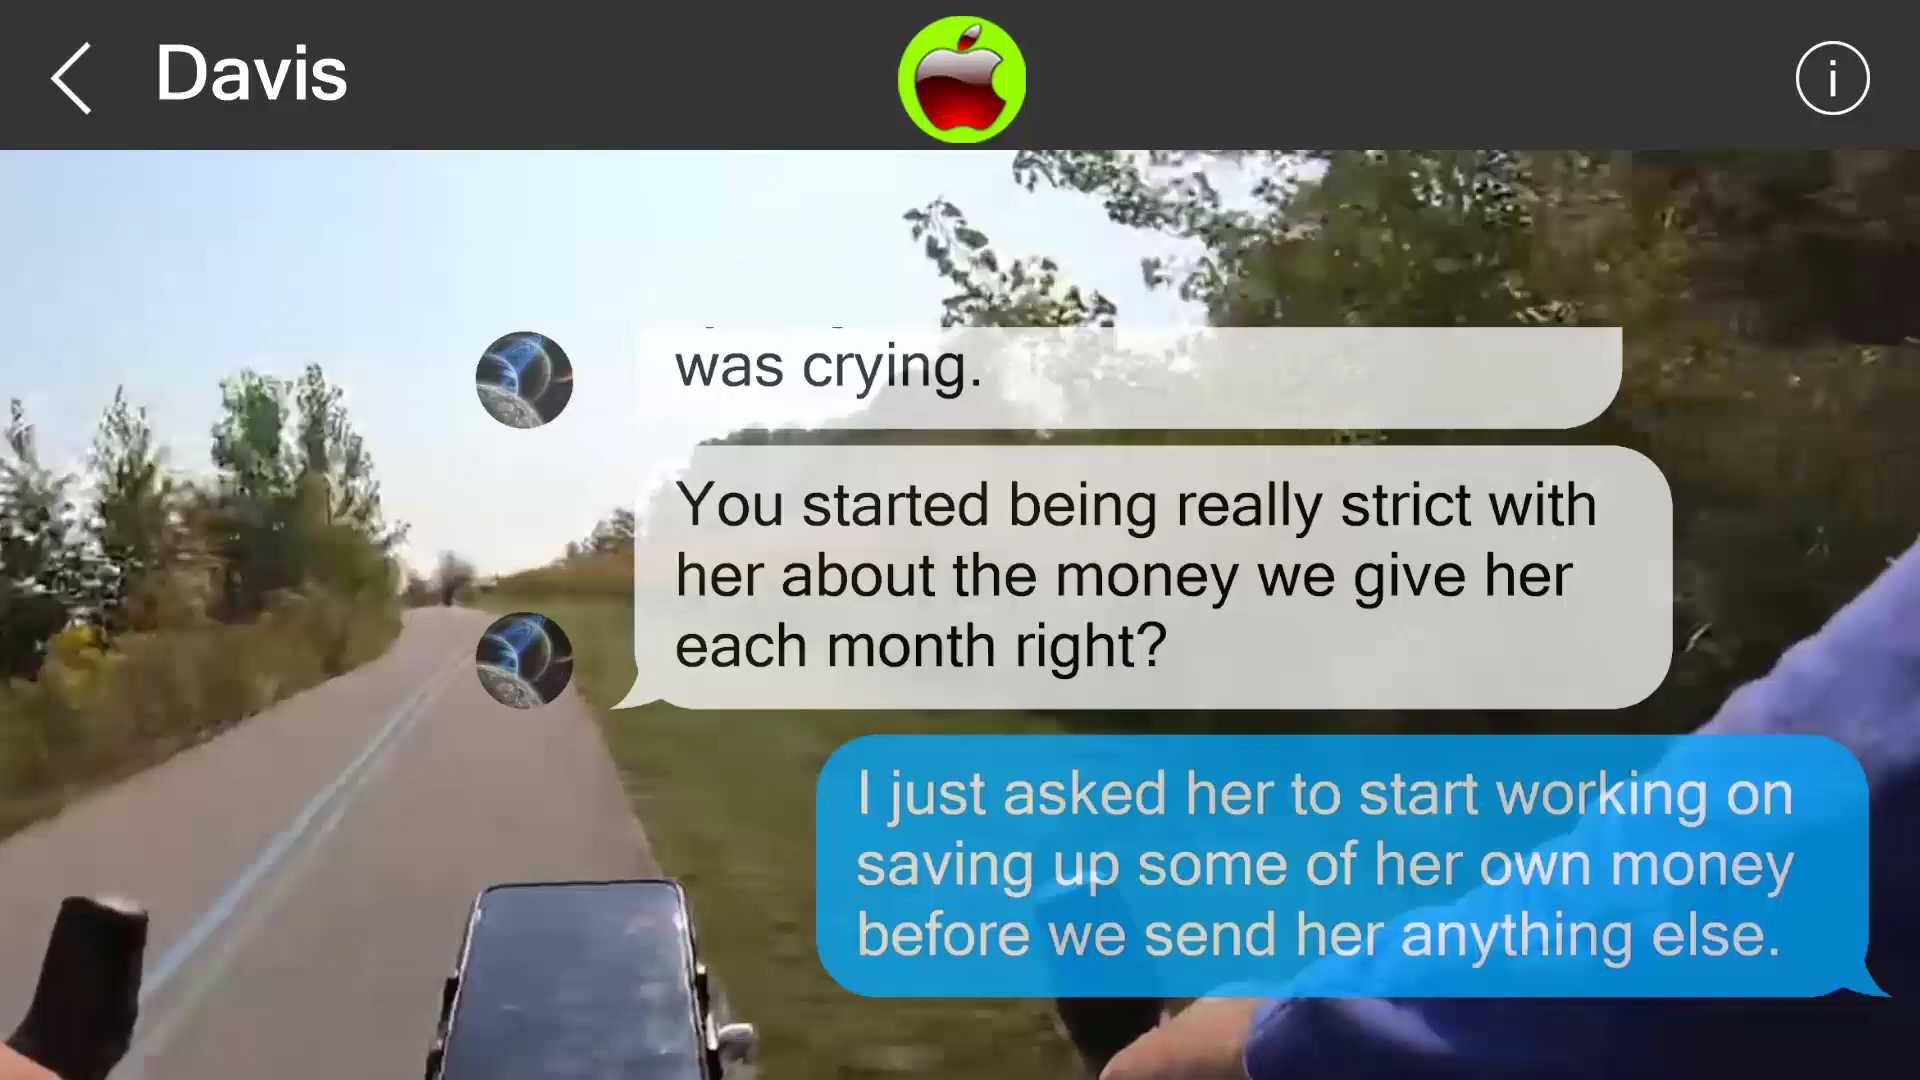 Davis
i
was crying.
You started being really strict with
her about the money we give her
each month right?
I just asked her to start working on
saving up some of her own money
before we send her anything else.